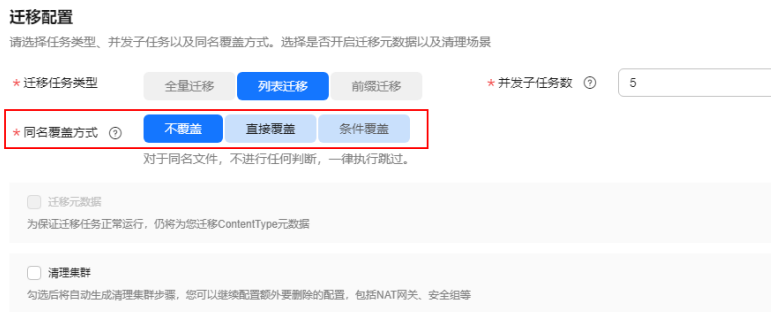 迁移配置
请选择任务类型、并发子任务以及同名覆盖方式。选择是否开启迁移元数据以及清理场景
*迁移任务类型 全量迁移 列表迁移 前缀迁移 *并发子任务数 ? 5
*同名覆盖方式 ? 不覆盖 直接覆盖 条件覆盖
对于同名文件，不进行任何判断，一律执行跳过。
迁移元数据
为保证迁移任务正常运行，仍将为您迁移ContentType元数据
清理集群
勾选后将自动生成清理集群步骤，您可以继续配置额外要删除的配置，包括NAT网关、安全组等